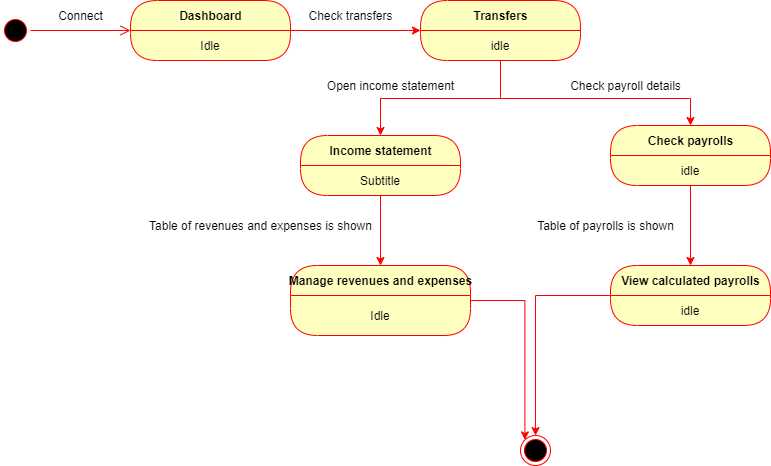 Connect
Dashboard
Idle
Check transfers
Transfers
idle
Open income statement
Check payroll details
Income statement
Subtitle
Check payrolls
idle
Table of revenues and expenses is shown
Table of payrolls is shown
Manage revenues and expenses
Idle
View calculated payrolls
idle